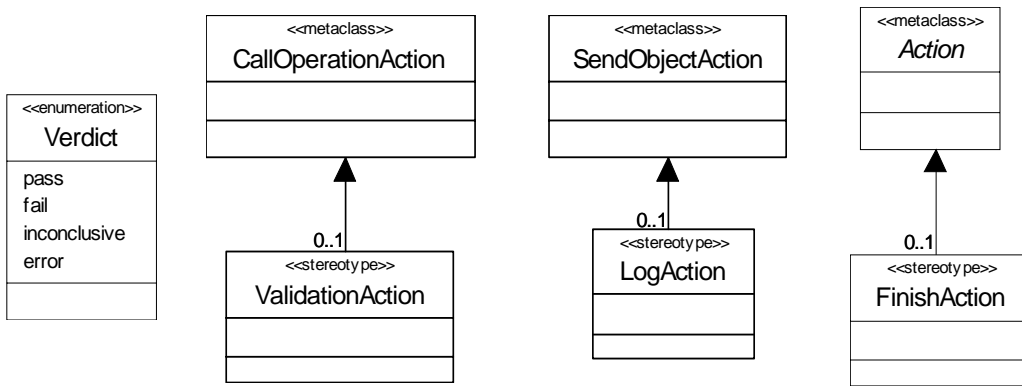 <<enumeration>>
Verdict
pass
fail
inconclusive
error
<<metaclass>>
CallOperationAction
0..1
<<stereotype>>
ValidationAction
<<metaclass>>
SendObjectAction
0..1
<<stereotype>>
LogAction
<<metaclass>>
Action
0..1
<<stereotype>>
FinishAction